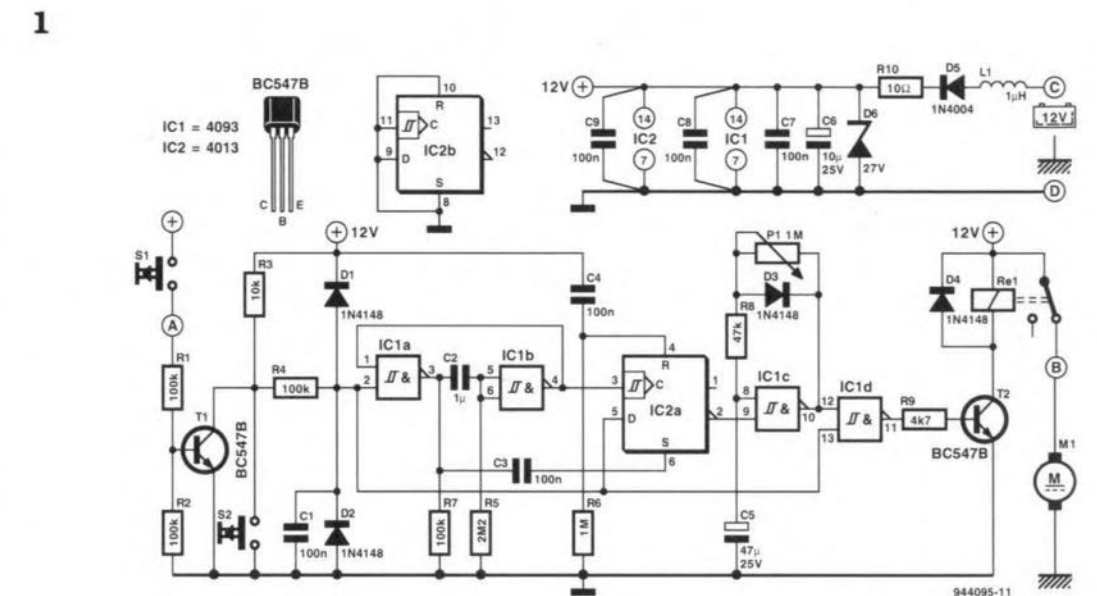 1
BC547B
IC1 = 4093
IC2 = 4013
C
B
E
10
R
11
C
13
9
D
IC2b
12
S
8
12V
R10
10Ω
D5
1N4004
L1
1µH
C
12V
C9
100n
14
IC2
7
C8
100n
14
IC1
7
C7
100n
C6
10µ
25V
D6
27V
D
S1
A
R1
100k
T1
BC547B
R2
100k
S2
R3
10k
R4
100k
12V
D1
1N4148
C1
100n
D2
1N4148
IC1a
1
2
&
3
C2
1µ
IC1b
5
6
&
4
C3
100n
R7
100k
R5
2M2
C4
100n
R6
1M
4
R
3
C
1
5
D
IC2a
2
S
6
P1 1M
D3
1N4148
R8
47k
IC1c
8
9
&
10
C5
47µ
25V
IC1d
12
13
&
11
R9
4k7
12V
D4
1N4148
Re1
T2
BC547B
B
M1
M
944095-11